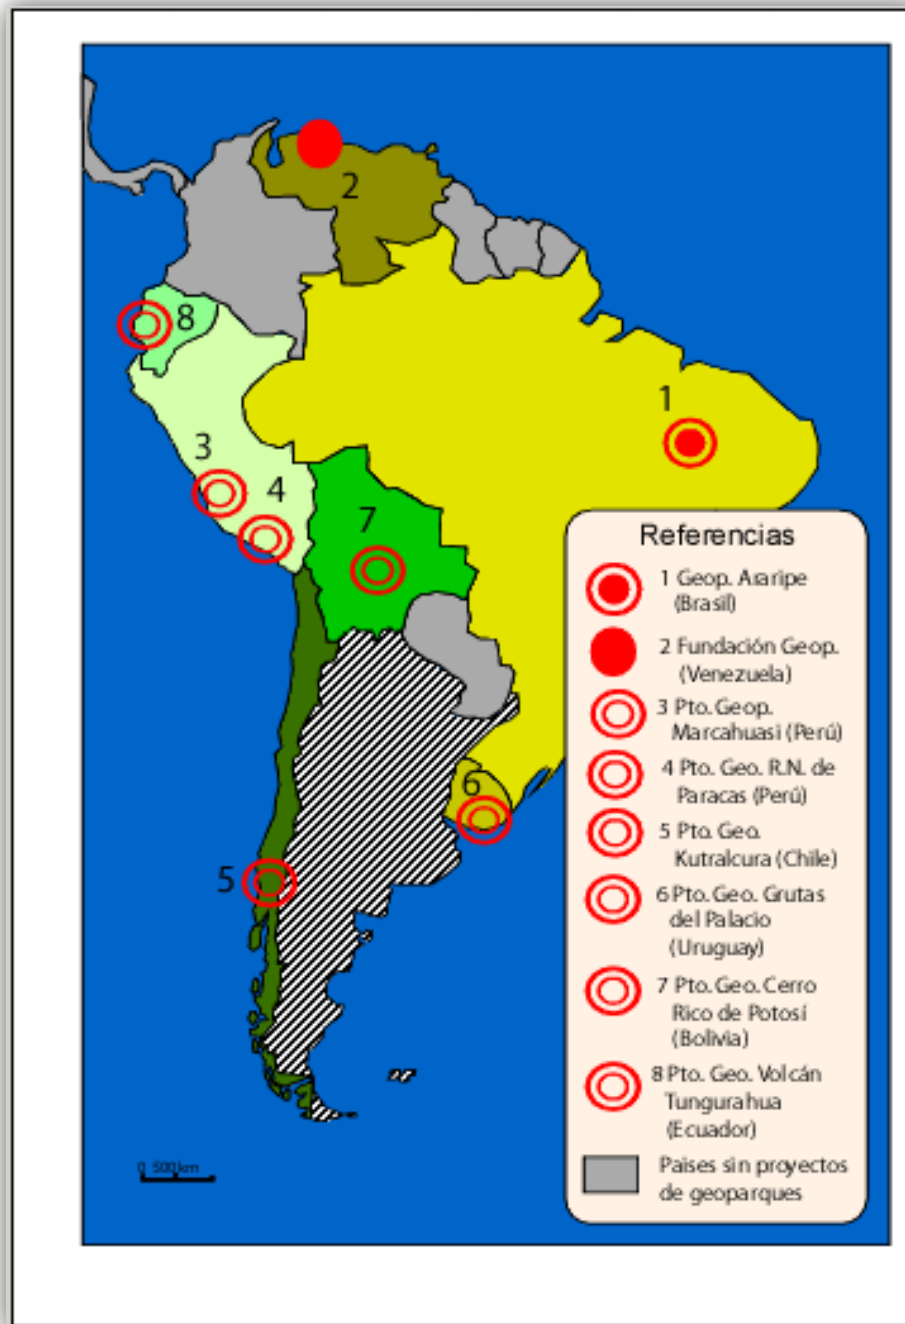 2
8
1
3
4
7
6
5
0 500km
Referencias
1 Geop. Araripe
(Brasil)
2 Fundación Geop.
(Venezuela)
3 Pto. Geop.
Marcahuasi (Perú)
4 Pto. Geo. R.N. de
Paracas (Perú)
5 Pto. Geo.
Kutralcura (Chile)
6 Pto. Geo. Grutas
del Palacio
(Uruguay)
7 Pto. Geo. Cerro
Rico de Potosí
(Bolivia)
8 Pto. Geo. Volcán
Tungurahua
(Ecuador)
Paises sin proyectos
de geoparques